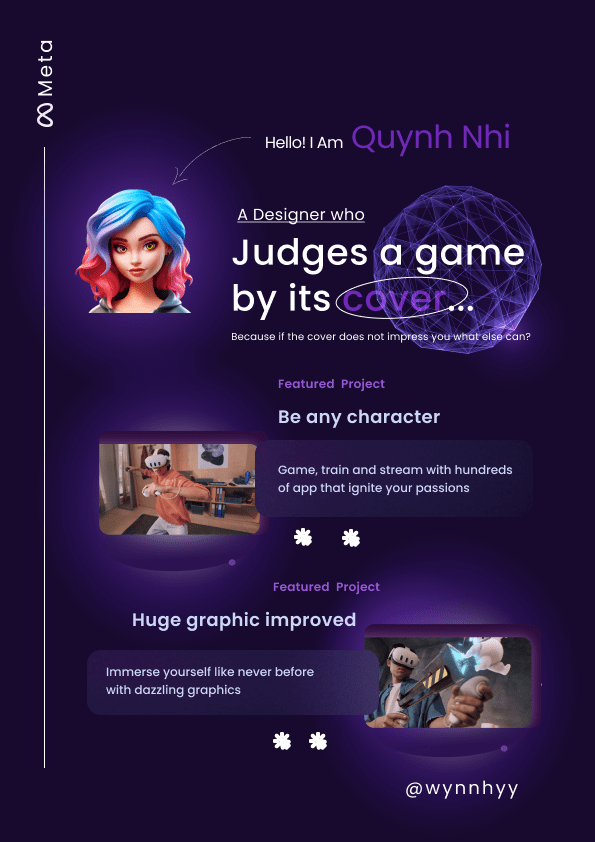 Meta
Hello! I Am Quynh Nhi
A Designer who
Judges a game
by its cover...
Because if the cover does not impress you what else can?
Featured Project
Be any character
Game, train and stream with hundreds
of app that ignite your passions
Featured Project
Huge graphic improved
Immerse yourself like never before
with dazzling graphics
@wynnhyy